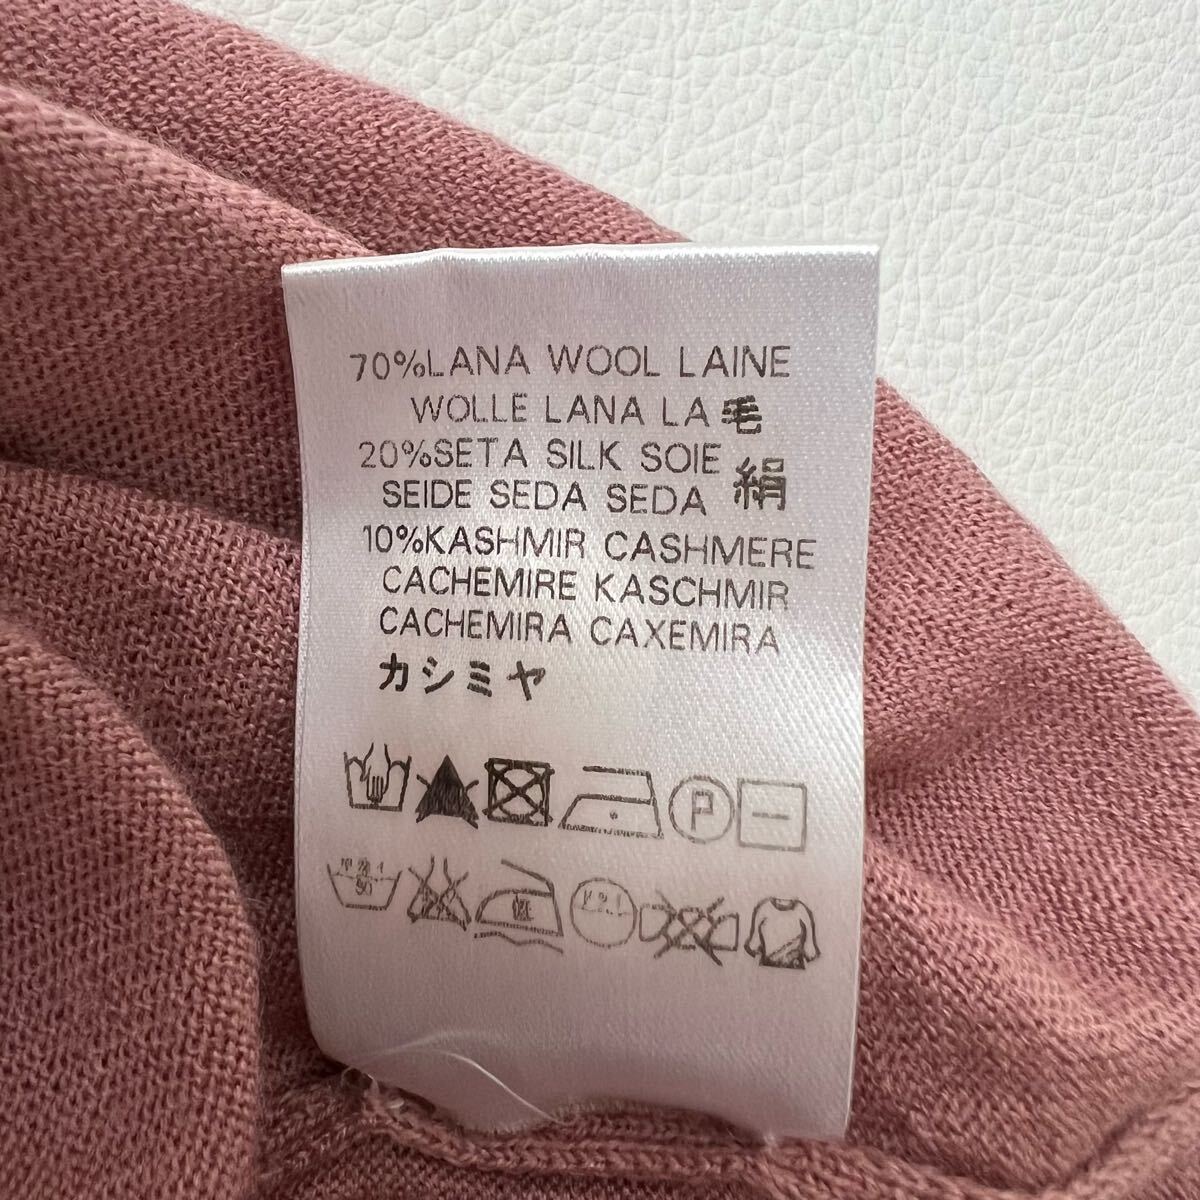 70%LANA WOOL LAINE
WOLLE LANA LA 毛
20%SETA SILK SOIE 絹
SEIDE SEDA SEDA
10%KASHMIR CASHMERE
CACHEMIRE KASCHMIR
CACHEMIRA CAXEMIRA
カシミヤ
P